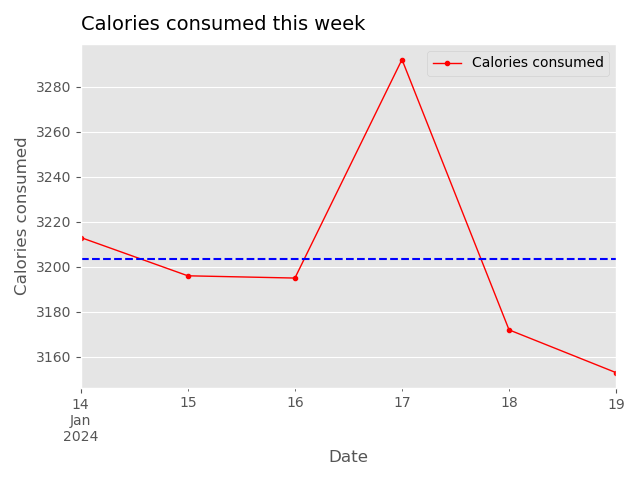 Calories consumed this week
Calories consumed
3280
3260
3240
3220
3200
3180
3160
Calories consumed
14 15 16 17 18 19
Jan
2024
Date